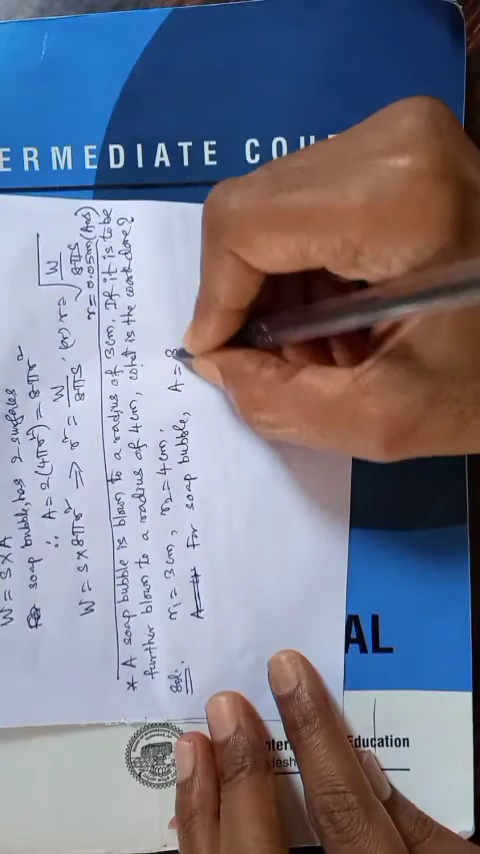 W = S × A
soap bubble, has 2 surfaces
∴ A = 2(4πr²) = 8πr²
W = S × 8πr² ⇒ r² = W/8πS (or) r = √(W/8πS)
r = 0.05m (Ans)
* A soap bubble is blown to a radius of 3cm. If it is to be
further blown to a radius of 4cm, what is the work done?
Sol: r₁ = 3cm, r₂ = 4cm,
For soap bubble, A = 8
ERMEDIATE COU
AL
Inter Education
desh